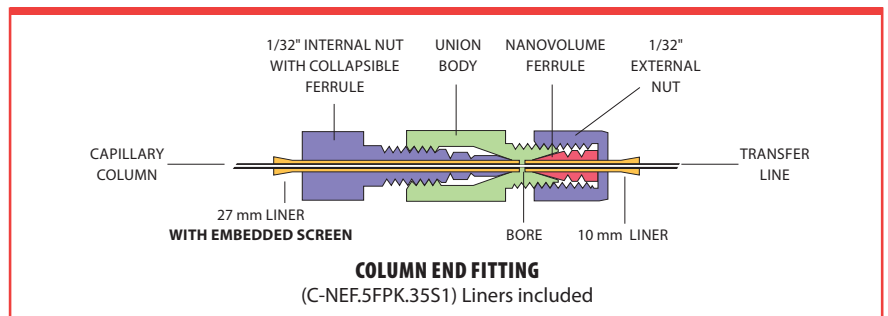 1/32" INTERNAL NUT
WITH COLLAPSIBLE
FERRULE
UNION
BODY
NANOVOLUME
FERRULE
1/32"
EXTERNAL
NUT
CAPILLARY
COLUMN
TRANSFER
LINE
27 mm LINER
WITH EMBEDDED SCREEN
BORE
10 mm LINER
COLUMN END FITTING
(C-NEF.5FPK.35S1) Liners included